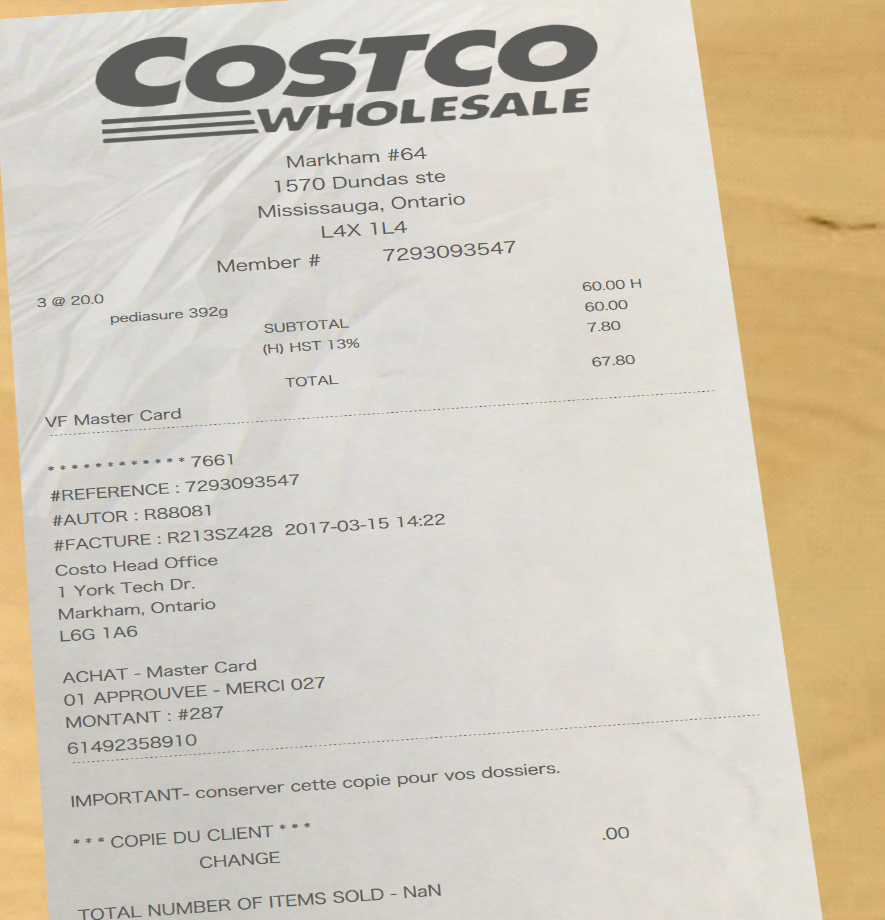 COSTCO
WHOLESALE
Markham #64
1570 Dundas ste
Mississauga, Ontario
L4X 1L4
Member # 7293093547
3 @ 20.0 60.00 H
pediasure 392g
SUBTOTAL 60.00
(H) HST 13% 7.80
TOTAL 67.80
VF Master Card
* * * * * * * * * * * * 7661
#REFERENCE : 7293093547
#AUTOR : R88081
#FACTURE : R213SZ428 2017-03-15 14:22
Costo Head Office
1 York Tech Dr.
Markham, Ontario
L6G 1A6
ACHAT - Master Card
01 APPROUVEE - MERCI 027
MONTANT : #287
61492358910
IMPORTANT- conserver cette copie pour vos dossiers.
* * * COPIE DU CLIENT * * *
CHANGE .00
TOTAL NUMBER OF ITEMS SOLD - NaN